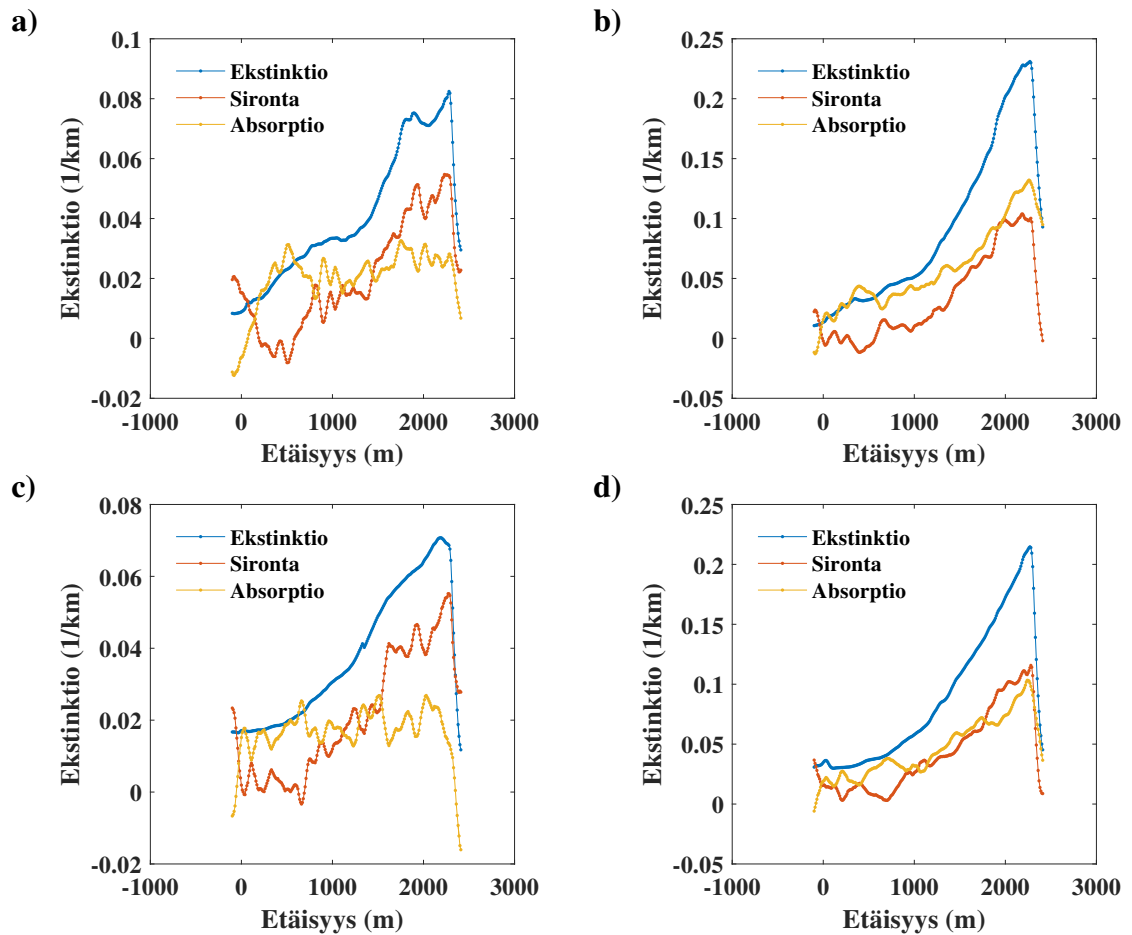 a)
0.1
0.08
0.06
0.04
0.02
0
-0.02
Ekstinktio (1/km)
Ekstinktio
Sironta
Absorptio
-1000 0 1000 2000 3000
Etäisyys (m)
b)
0.25
0.2
0.15
0.1
0.05
0
-0.05
Ekstinktio (1/km)
Ekstinktio
Sironta
Absorptio
-1000 0 1000 2000 3000
Etäisyys (m)
c)
0.08
0.06
0.04
0.02
0
-0.02
Ekstinktio (1/km)
Ekstinktio
Sironta
Absorptio
-1000 0 1000 2000 3000
Etäisyys (m)
d)
0.25
0.2
0.15
0.1
0.05
0
-0.05
Ekstinktio (1/km)
Ekstinktio
Sironta
Absorptio
-1000 0 1000 2000 3000
Etäisyys (m)